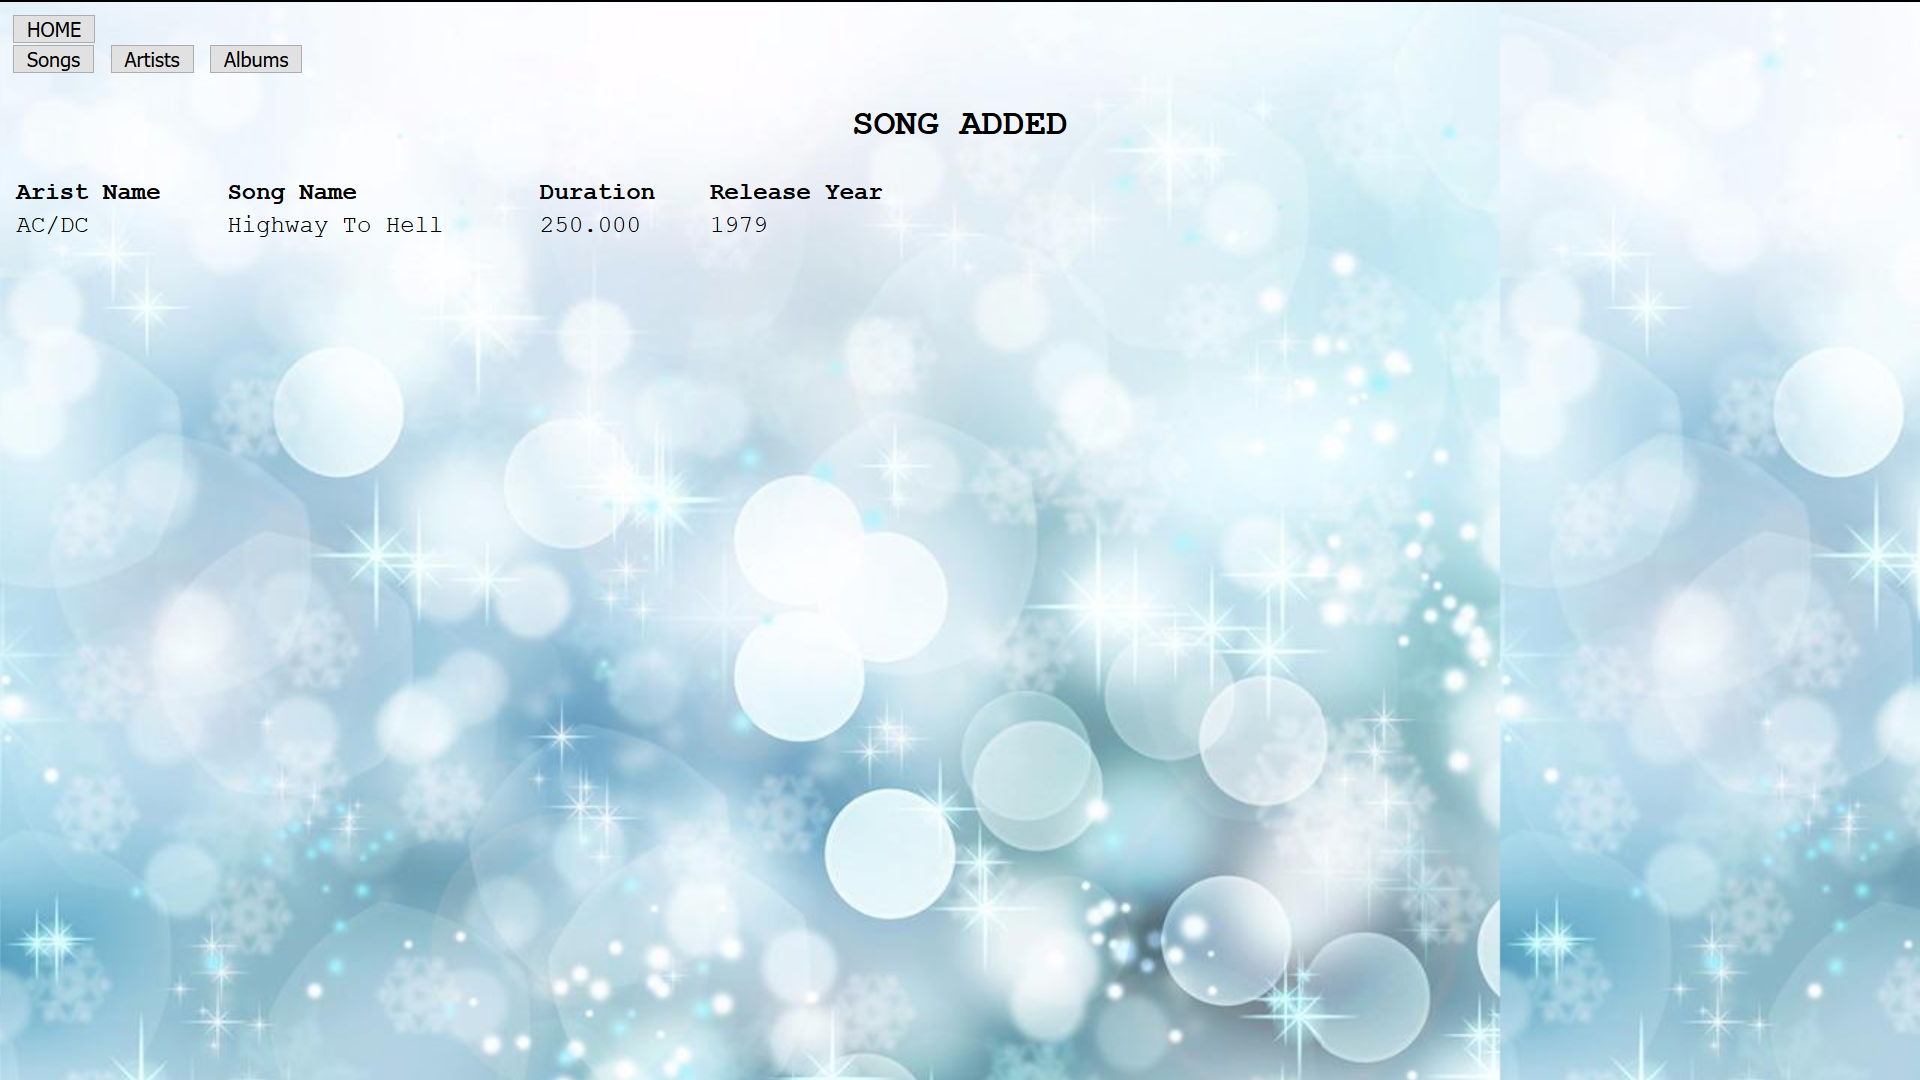 HOME
Songs Artists Albums
SONG ADDED
Arist Name Song Name Duration Release Year
AC/DC Highway To Hell 250.000 1979